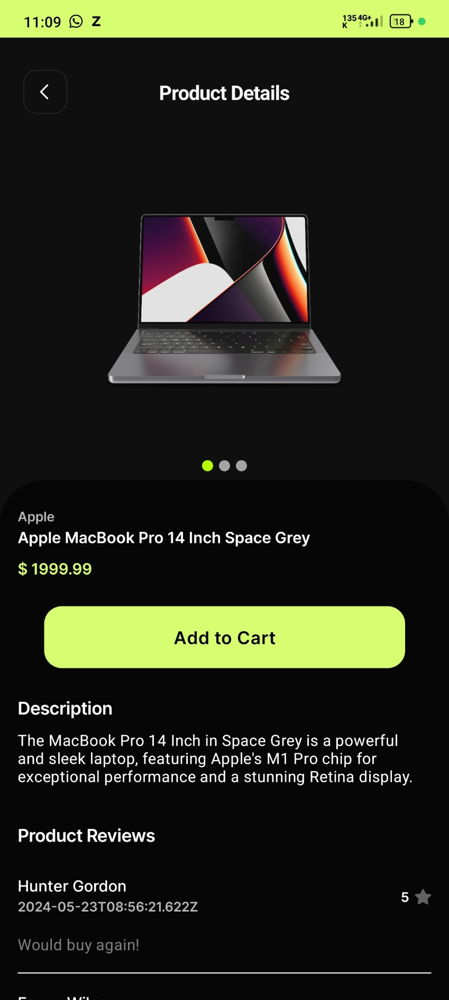 11:09 Z 135 K 4G+ 18
Product Details
Apple
Apple MacBook Pro 14 Inch Space Grey
$ 1999.99
Add to Cart
Description
The MacBook Pro 14 Inch in Space Grey is a powerful
and sleek laptop, featuring Apple's M1 Pro chip for
exceptional performance and a stunning Retina display.
Product Reviews
Hunter Gordon
5
2024-05-23T08:56:21.622Z
Would buy again!